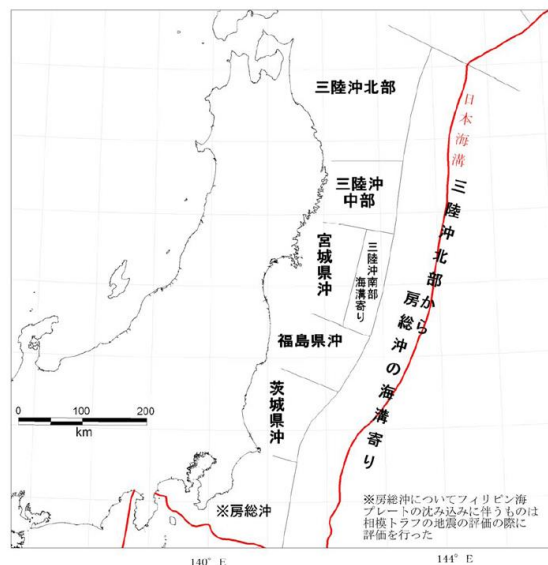 三陸沖北部
日本海溝
三陸沖
中部
三陸沖北部から
房総沖の海溝寄り
宮城県沖
三陸沖南部
海溝寄り
福島県沖
茨城県沖
0 100 200
km
※房総沖
※房総沖についてフィリピン海
プレートの沈み込みに伴うものは
相模トラフの地震の評価の際に
評価を行った
140° E
144° E